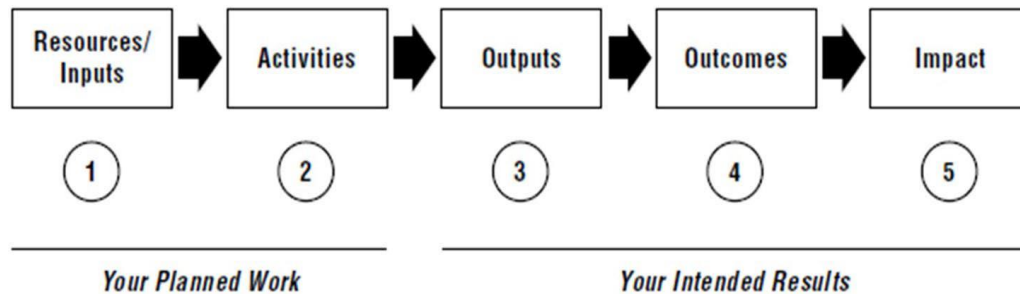 Resources/
Inputs
Activities
Outputs
Outcomes
Impact
1
2
3
4
5
Your Planned Work
Your Intended Results